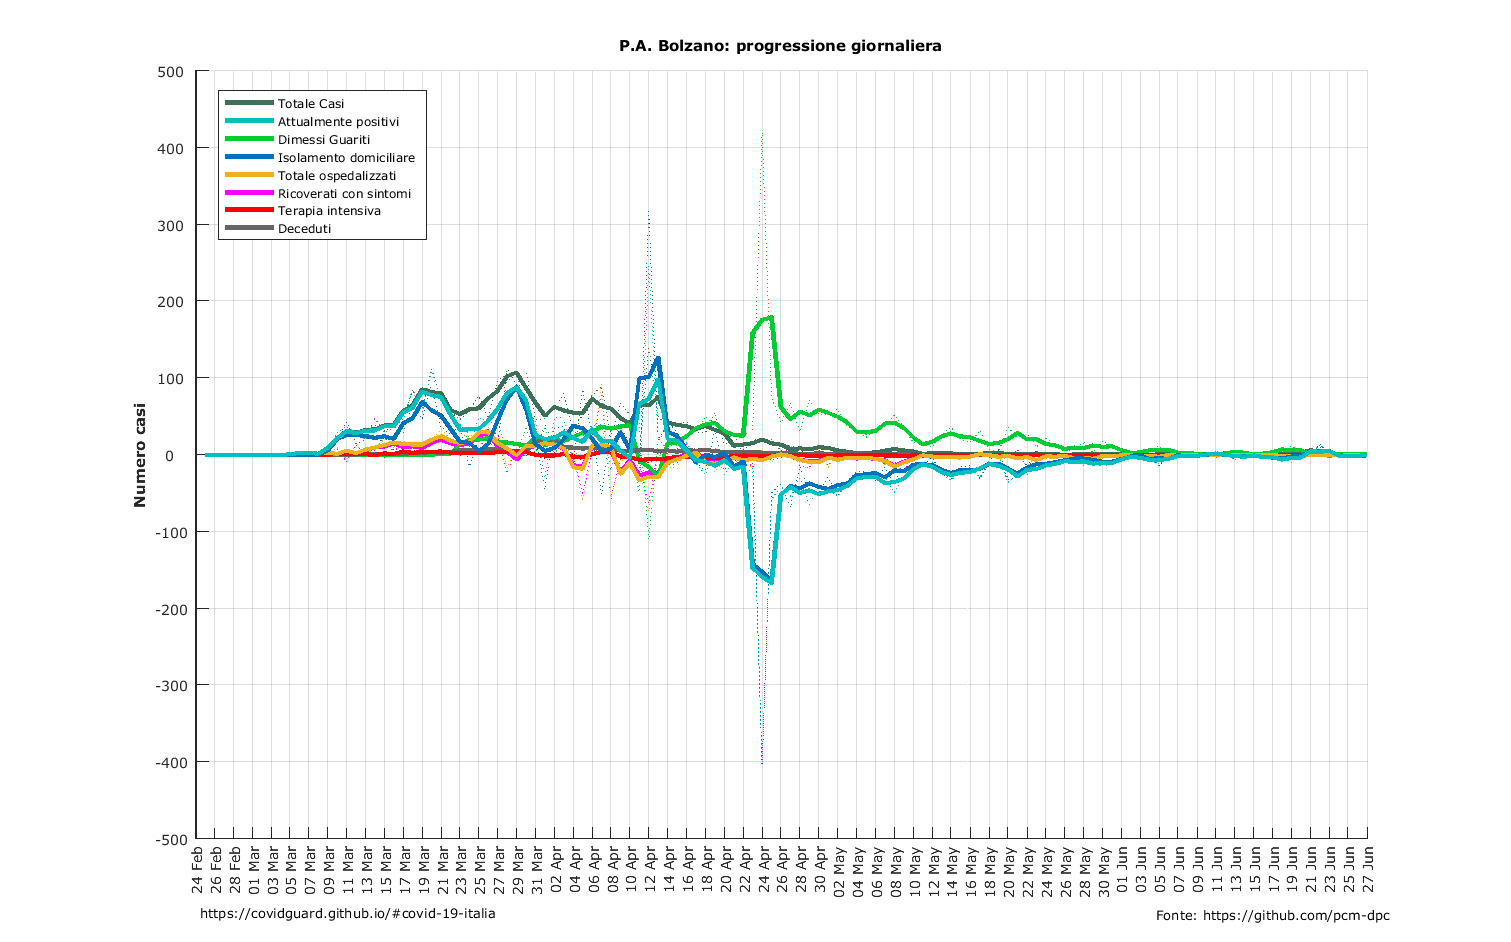 P.A. Bolzano: progressione giornaliera
500
400
300
200
100
0
-100
-200
-300
-400
-500
Numero casi
Totale Casi
Attualmente positivi
Dimessi Guariti
Isolamento domiciliare
Totale ospedalizzati
Ricoverati con sintomi
Terapia intensiva
Deceduti
24 Feb
26 Feb
28 Feb
01 Mar
03 Mar
05 Mar
07 Mar
09 Mar
11 Mar
13 Mar
15 Mar
17 Mar
19 Mar
21 Mar
23 Mar
25 Mar
27 Mar
29 Mar
31 Mar
02 Apr
04 Apr
06 Apr
08 Apr
10 Apr
12 Apr
14 Apr
16 Apr
18 Apr
20 Apr
22 Apr
24 Apr
26 Apr
28 Apr
30 Apr
02 May
04 May
06 May
08 May
10 May
12 May
14 May
16 May
18 May
20 May
22 May
24 May
26 May
28 May
30 May
01 Jun
03 Jun
05 Jun
07 Jun
09 Jun
11 Jun
13 Jun
15 Jun
17 Jun
19 Jun
21 Jun
23 Jun
25 Jun
27 Jun
https://covidguard.github.io/#covid-19-italia
Fonte: https://github.com/pcm-dpc